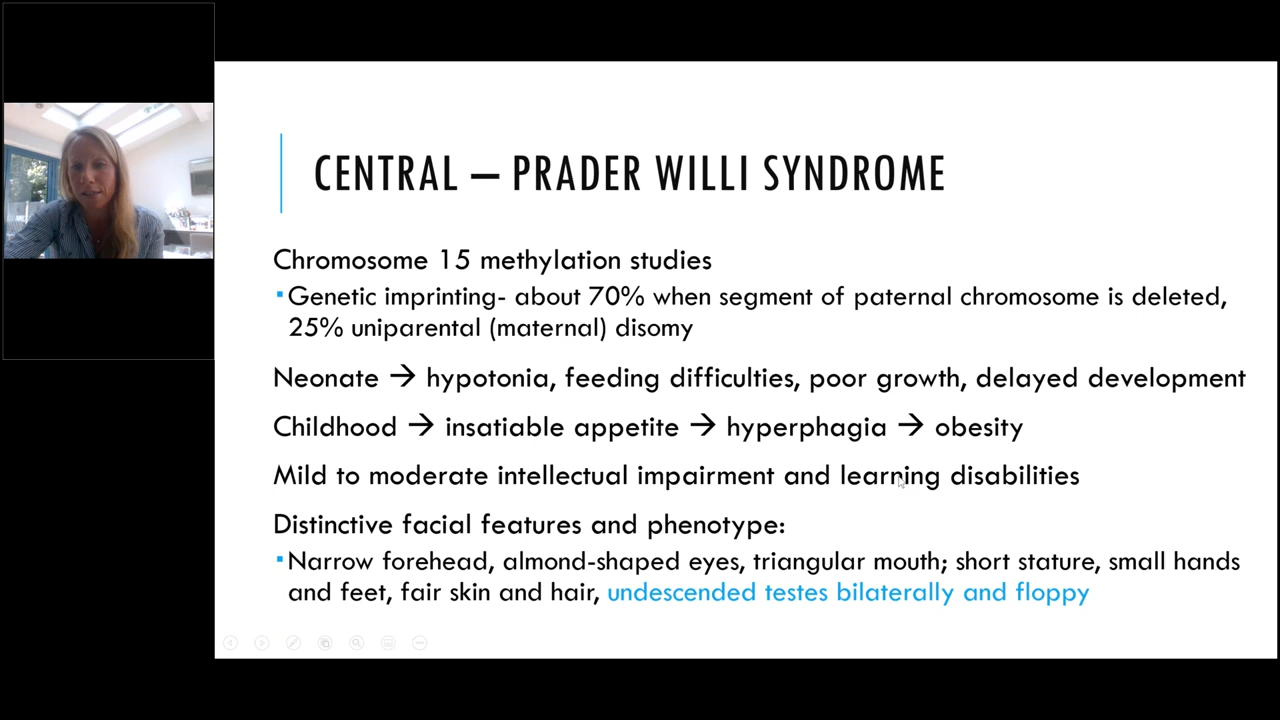 CENTRAL – PRADER WILLI SYNDROME
Chromosome 15 methylation studies
▪Genetic imprinting- about 70% when segment of paternal chromosome is deleted,
25% uniparental (maternal) disomy
Neonate → hypotonia, feeding difficulties, poor growth, delayed development
Childhood → insatiable appetite → hyperphagia → obesity
Mild to moderate intellectual impairment and learning disabilities
Distinctive facial features and phenotype:
▪Narrow forehead, almond-shaped eyes, triangular mouth; short stature, small hands
and feet, fair skin and hair, undescended testes bilaterally and floppy